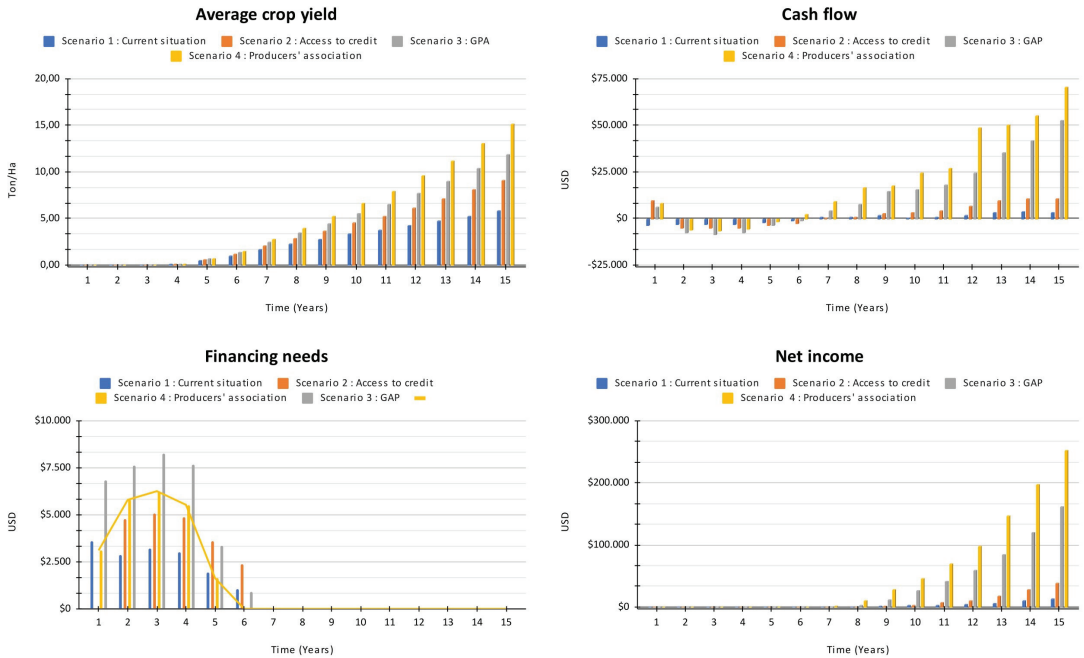 Average crop yield
Scenario 1 : Current situation Scenario 2 : Access to credit Scenario 3 : GPA
Scenario 4 : Producers' association
20,00
15,00
10,00
5,00
0,00
Ton/Ha
1 2 3 4 5 6 7 8 9 10 11 12 13 14 15
Time (Years)
Cash flow
Scenario 1 : Current situation Scenario 2 : Access to credit Scenario 3 : GAP
Scenario 4 : Producers' association
$75.000
$50.000
$25.000
$0
-$25.000
USD
1 2 3 4 5 6 7 8 9 10 11 12 13 14 15
Time (Years)
Financing needs
Scenario 1 : Current situation Scenario 2 : Access to credit
Scenario 4 : Producers' association Scenario 3 : GAP
$10.000
$7.500
$5.000
$2.500
$0
USD
1 2 3 4 5 6 7 8 9 10 11 12 13 14 15
Time (Years)
Net income
Scenario 1 : Current situation Scenario 2 : Access to credit Scenario 3 : GAP
Scenario 4 : Producers' association
$300.000
$200.000
$100.000
$0
USD
1 2 3 4 5 6 7 8 9 10 11 12 13 14 15
Time (Years)